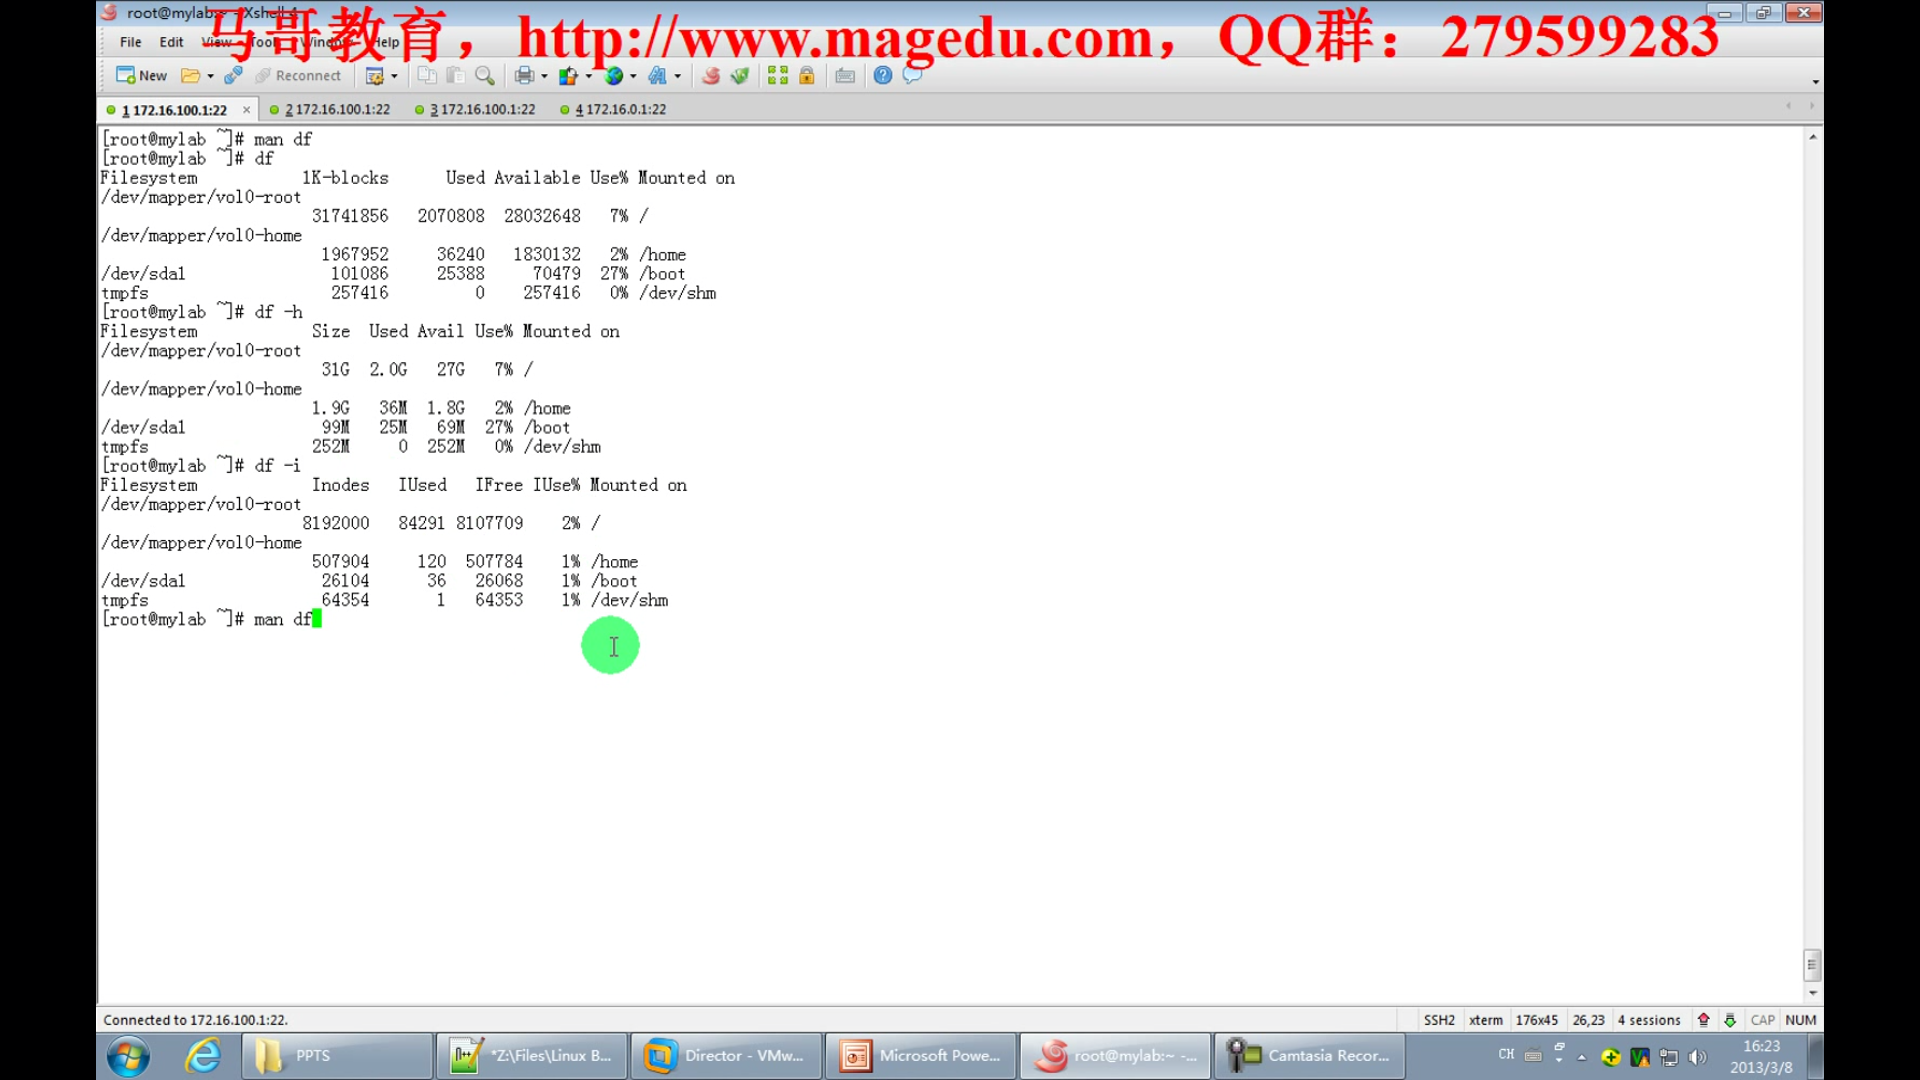 root@mylab:~ - Xshell 4
马哥教育，http://www.magedu.com，QQ群：279599283
File Edit View Tools Window Help
New Reconnect
1 172.16.100.1:22 × 2 172.16.100.1:22 3 172.16.100.1:22 4 172.16.0.1:22
[root@mylab ~]# man df
[root@mylab ~]# df
Filesystem 1K-blocks Used Available Use% Mounted on
/dev/mapper/vol0-root
31741856 2070808 28032648 7% /
/dev/mapper/vol0-home
1967952 36240 1830132 2% /home
/dev/sda1 101086 25388 70479 27% /boot
tmpfs 257416 0 257416 0% /dev/shm
[root@mylab ~]# df -h
Filesystem Size Used Avail Use% Mounted on
/dev/mapper/vol0-root
31G 2.0G 27G 7% /
/dev/mapper/vol0-home
1.9G 36M 1.8G 2% /home
/dev/sda1 99M 25M 69M 27% /boot
tmpfs 252M 0 252M 0% /dev/shm
[root@mylab ~]# df -i
Filesystem Inodes IUsed IFree IUse% Mounted on
/dev/mapper/vol0-root
8192000 84291 8107709 2% /
/dev/mapper/vol0-home
507904 120 507784 1% /home
/dev/sda1 26104 36 26068 1% /boot
tmpfs 64354 1 64353 1% /dev/shm
[root@mylab ~]# man df
Connected to 172.16.100.1:22. SSH2 xterm 176x45 26,23 4 sessions CAP NUM
PPTS *Z:\Files\Linux B... Director - VMw... Microsoft Powe... root@mylab:~ -... Camtasia Recor... CH 16:23
2013/3/8